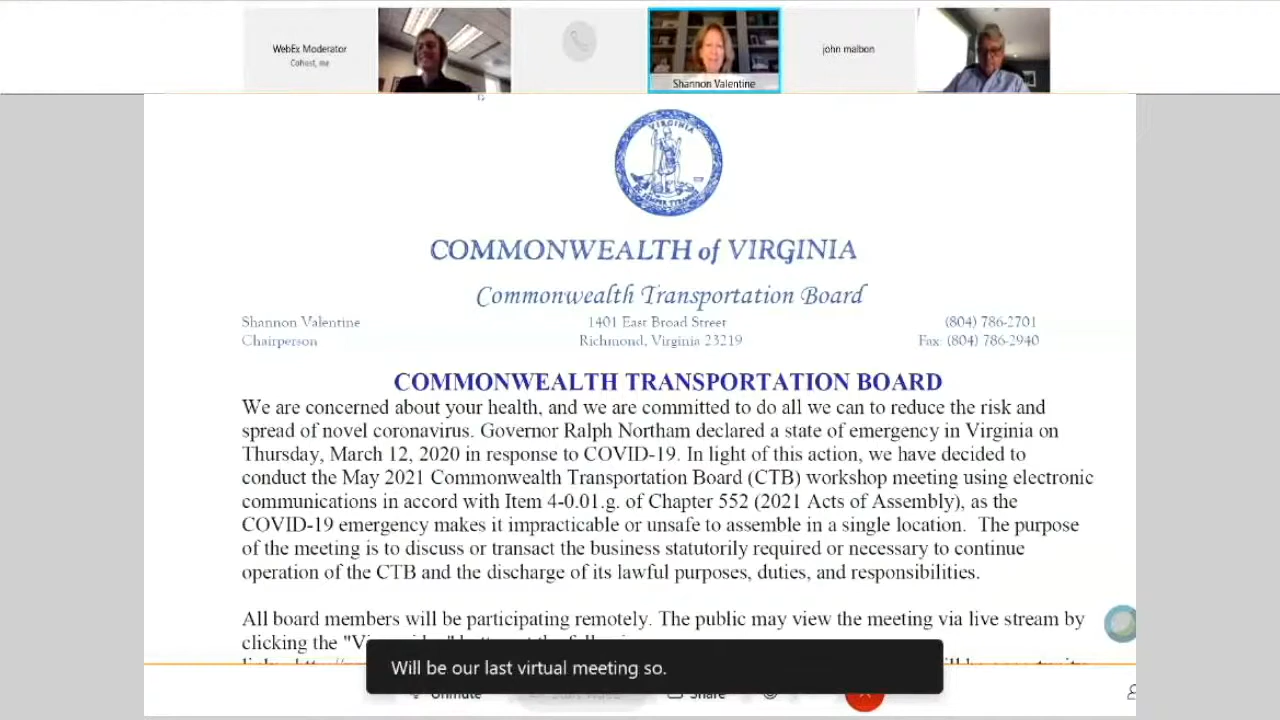 WebEx Moderator
Cohost, me
Shannon Valentine
john malbon
VIRGINIA
COMMONWEALTH of VIRGINIA
Commonwealth Transportation Board
Shannon Valentine
Chairperson
1401 East Broad Street
Richmond, Virginia 23219
(804) 786-2701
Fax: (804) 786-2940
COMMONWEALTH TRANSPORTATION BOARD
We are concerned about your health, and we are committed to do all we can to reduce the risk and
spread of novel coronavirus. Governor Ralph Northam declared a state of emergency in Virginia on
Thursday, March 12, 2020 in response to COVID-19. In light of this action, we have decided to
conduct the May 2021 Commonwealth Transportation Board (CTB) workshop meeting using electronic
communications in accord with Item 4-0.01.g. of Chapter 552 (2021 Acts of Assembly), as the
COVID-19 emergency makes it impracticable or unsafe to assemble in a single location. The purpose
of the meeting is to discuss or transact the business statutorily required or necessary to continue
operation of the CTB and the discharge of its lawful purposes, duties, and responsibilities.
All board members will be participating remotely. The public may view the meeting via live stream by
clicking the
Will be our last virtual meeting so.
Unmute
Share